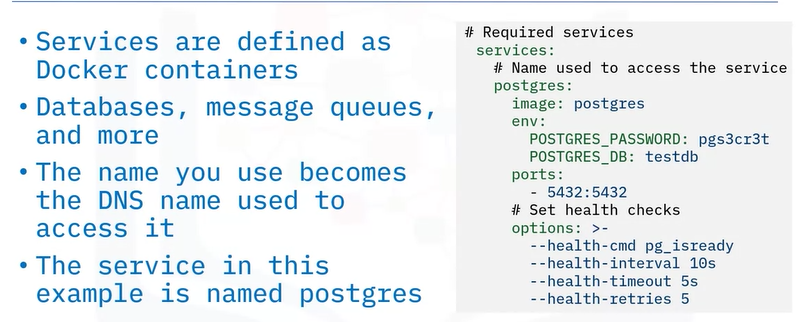 • Services are defined as
Docker containers
• Databases, message queues,
and more
• The name you use becomes
the DNS name used to
access it
• The service in this
example is named postgres
# Required services
services:
# Name used to access the service
postgres:
image: postgres
env:
POSTGRES_PASSWORD: pgs3cr3t
POSTGRES_DB: testdb
ports:
- 5432:5432
# Set health checks
options: >-
--health-cmd pg_isready
--health-interval 10s
--health-timeout 5s
--health-retries 5